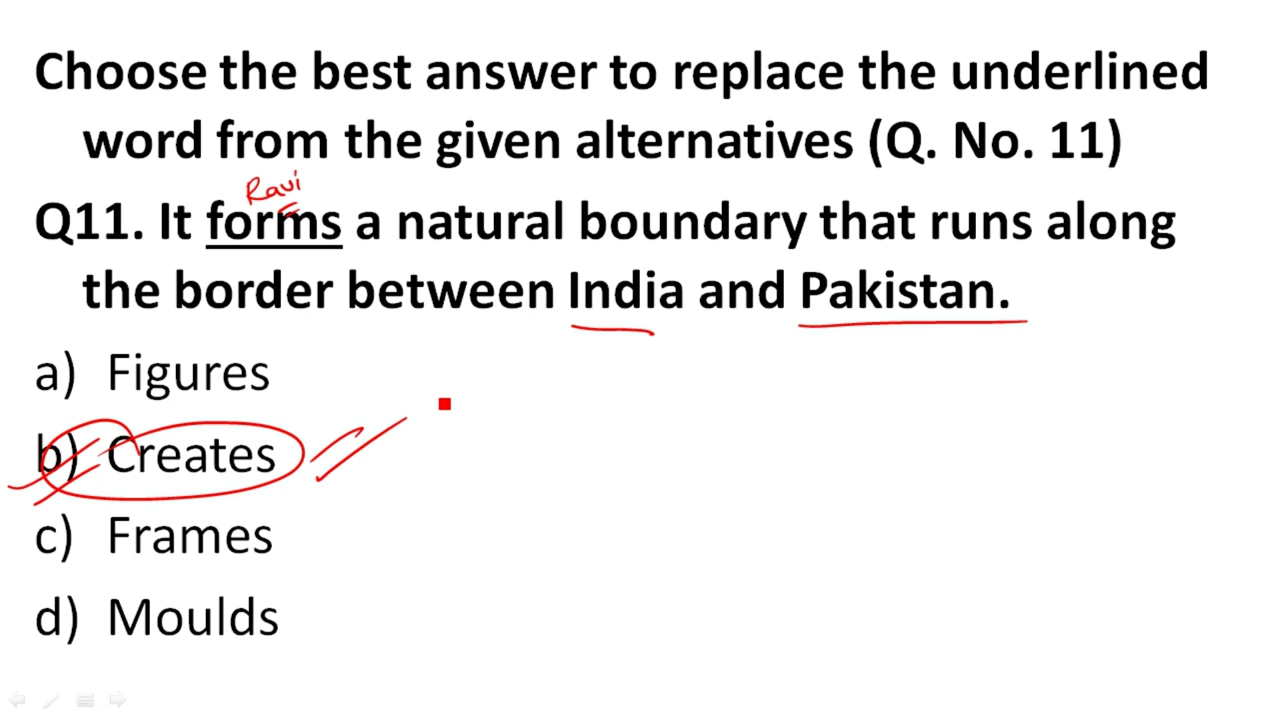 Choose the best answer to replace the underlined
word from the given alternatives (Q. No. 11)
Ravi
Q11. It forms a natural boundary that runs along
the border between India and Pakistan.
a) Figures
b) Creates
c) Frames
d) Moulds